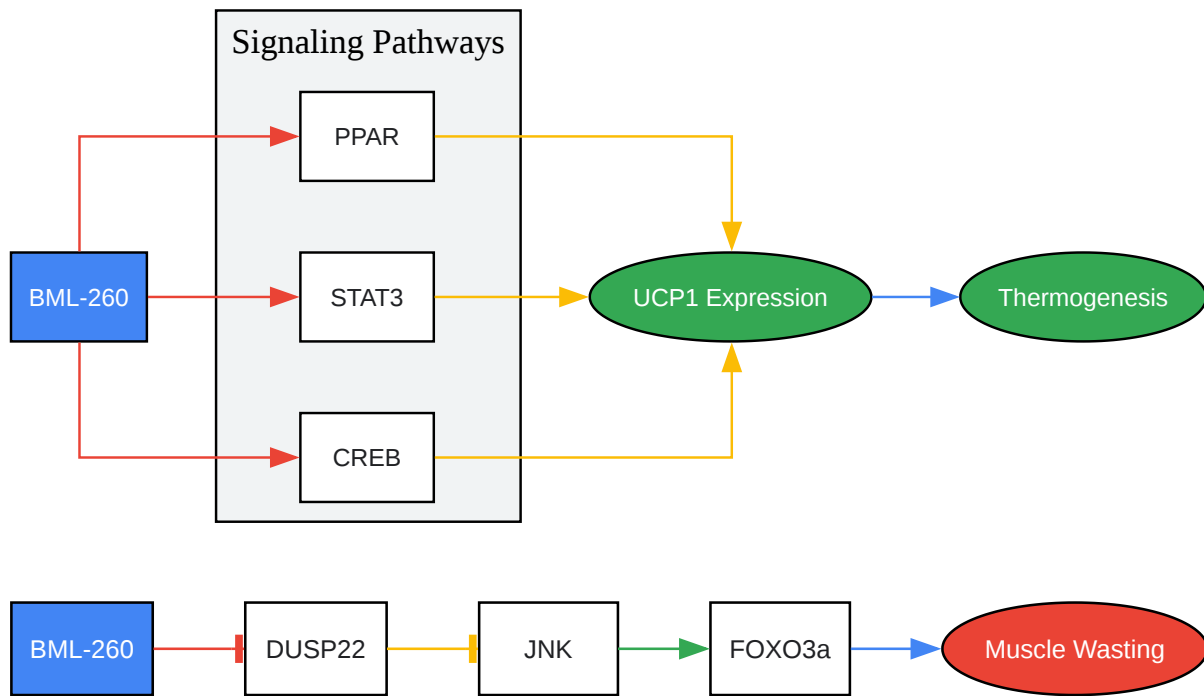 Signaling Pathways
PPAR
BML-260
STAT3
UCP1 Expression
Thermogenesis
CREB
BML-260
DUSP22
JNK
FOXO3a
Muscle Wasting